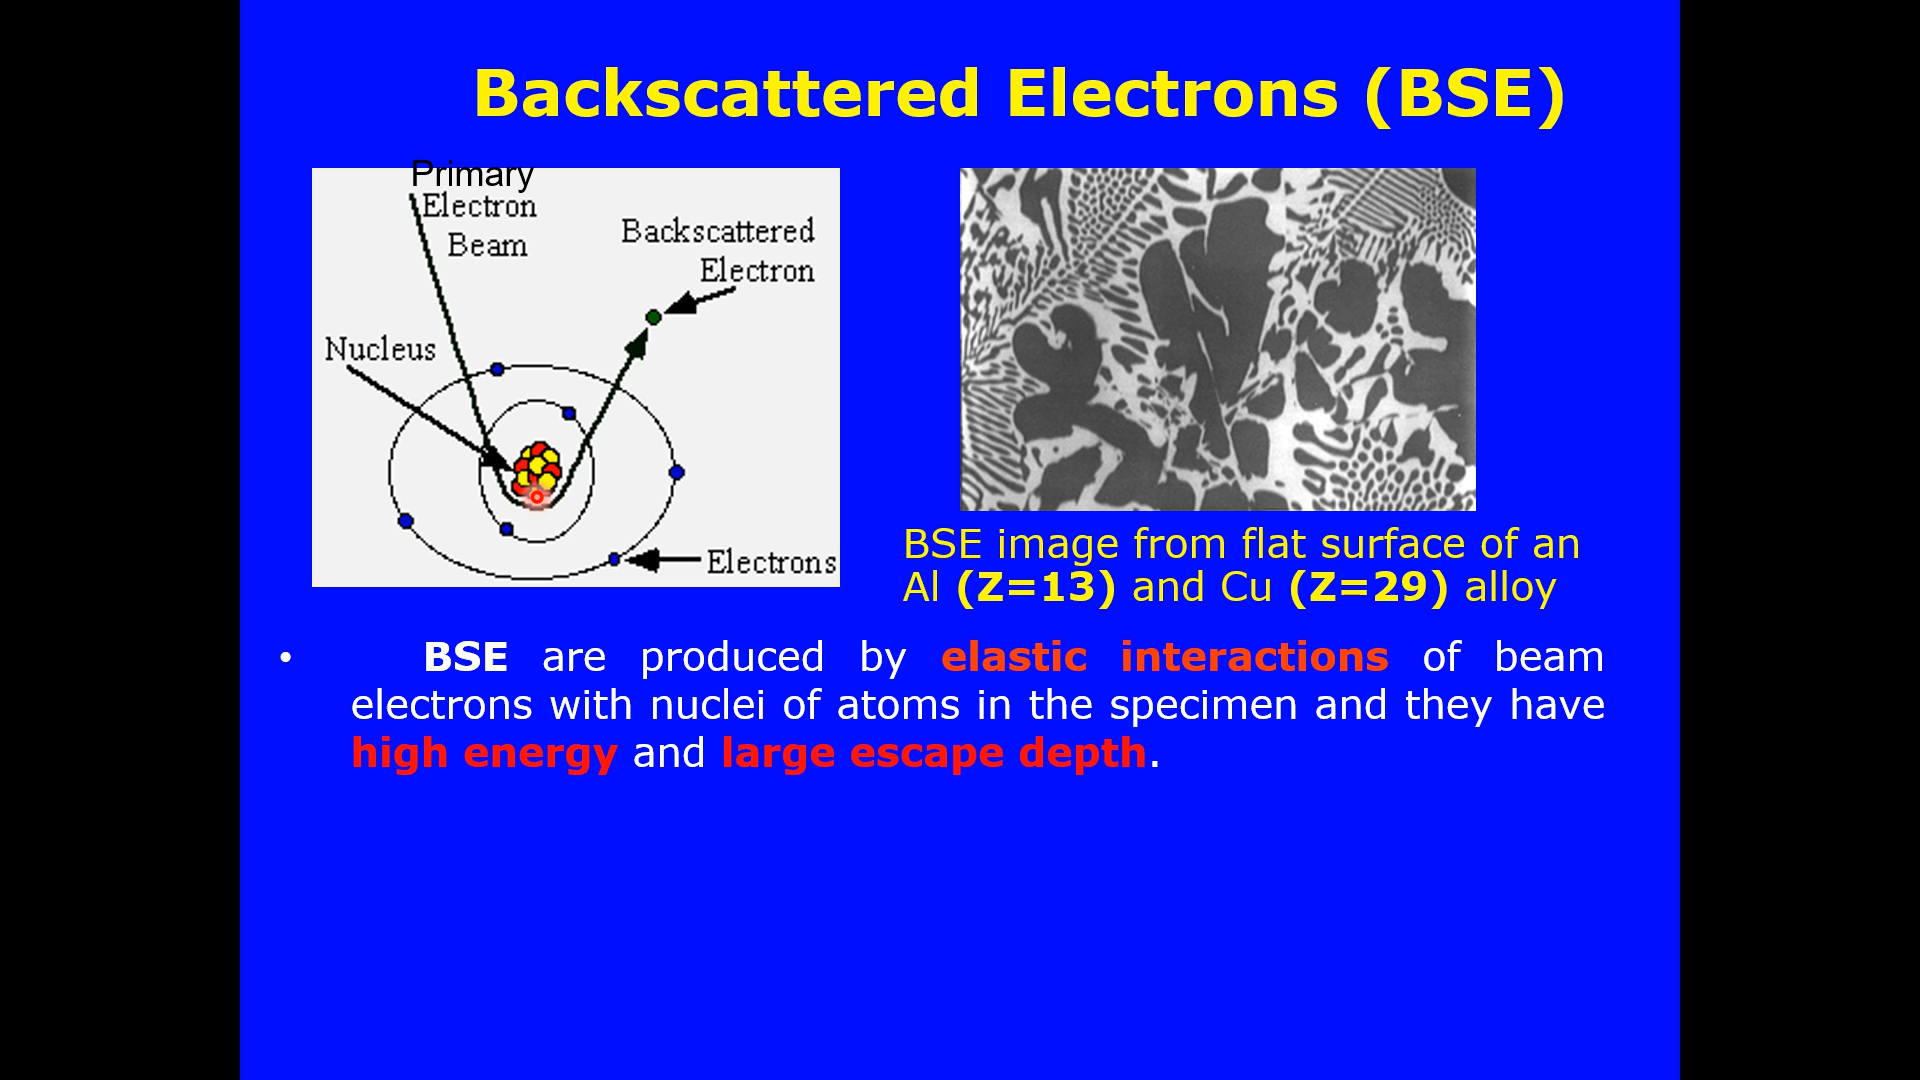 Backscattered Electrons (BSE)
Primary
Electron
Beam
Backscattered
Electron
Nucleus
Electrons
BSE image from flat surface of an
Al (Z=13) and Cu (Z=29) alloy
• BSE are produced by elastic interactions of beam
electrons with nuclei of atoms in the specimen and they have
high energy and large escape depth.